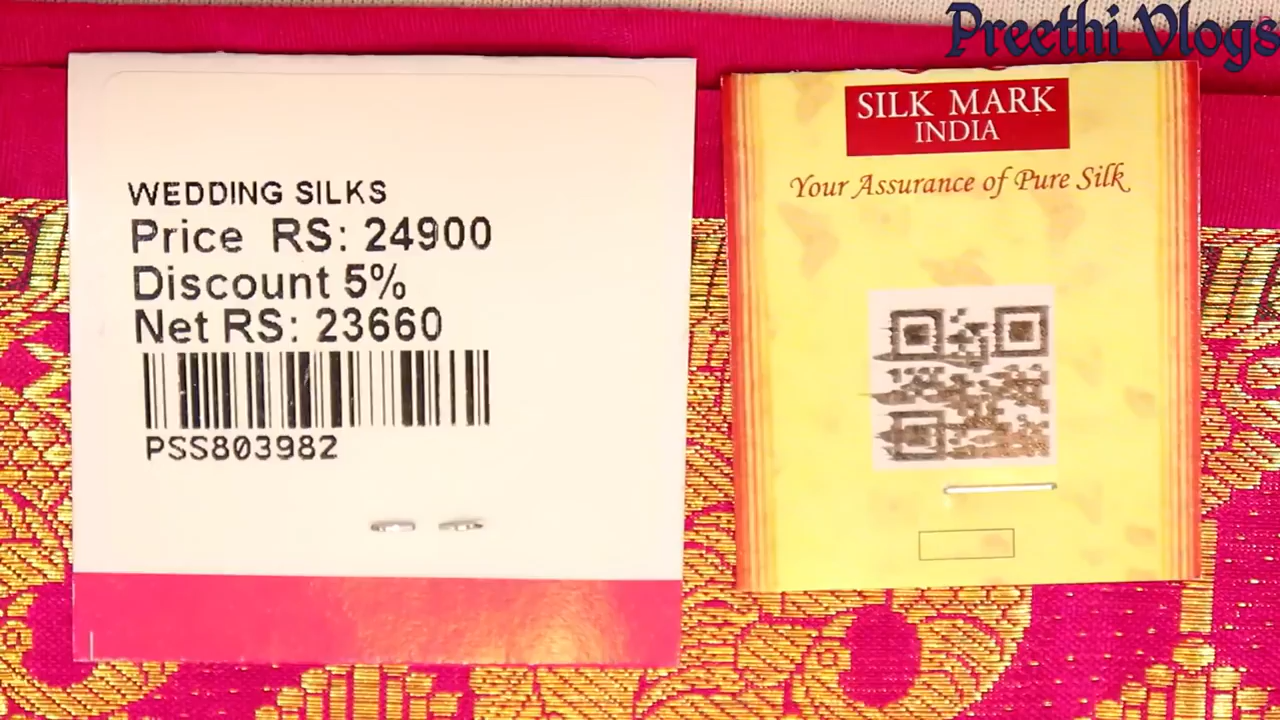 Preethi Vlogs
WEDDING SILKS
Price RS: 24900
Discount 5%
Net RS: 23660
PSS803982
SILK MARK
INDIA
Your Assurance of Pure Silk